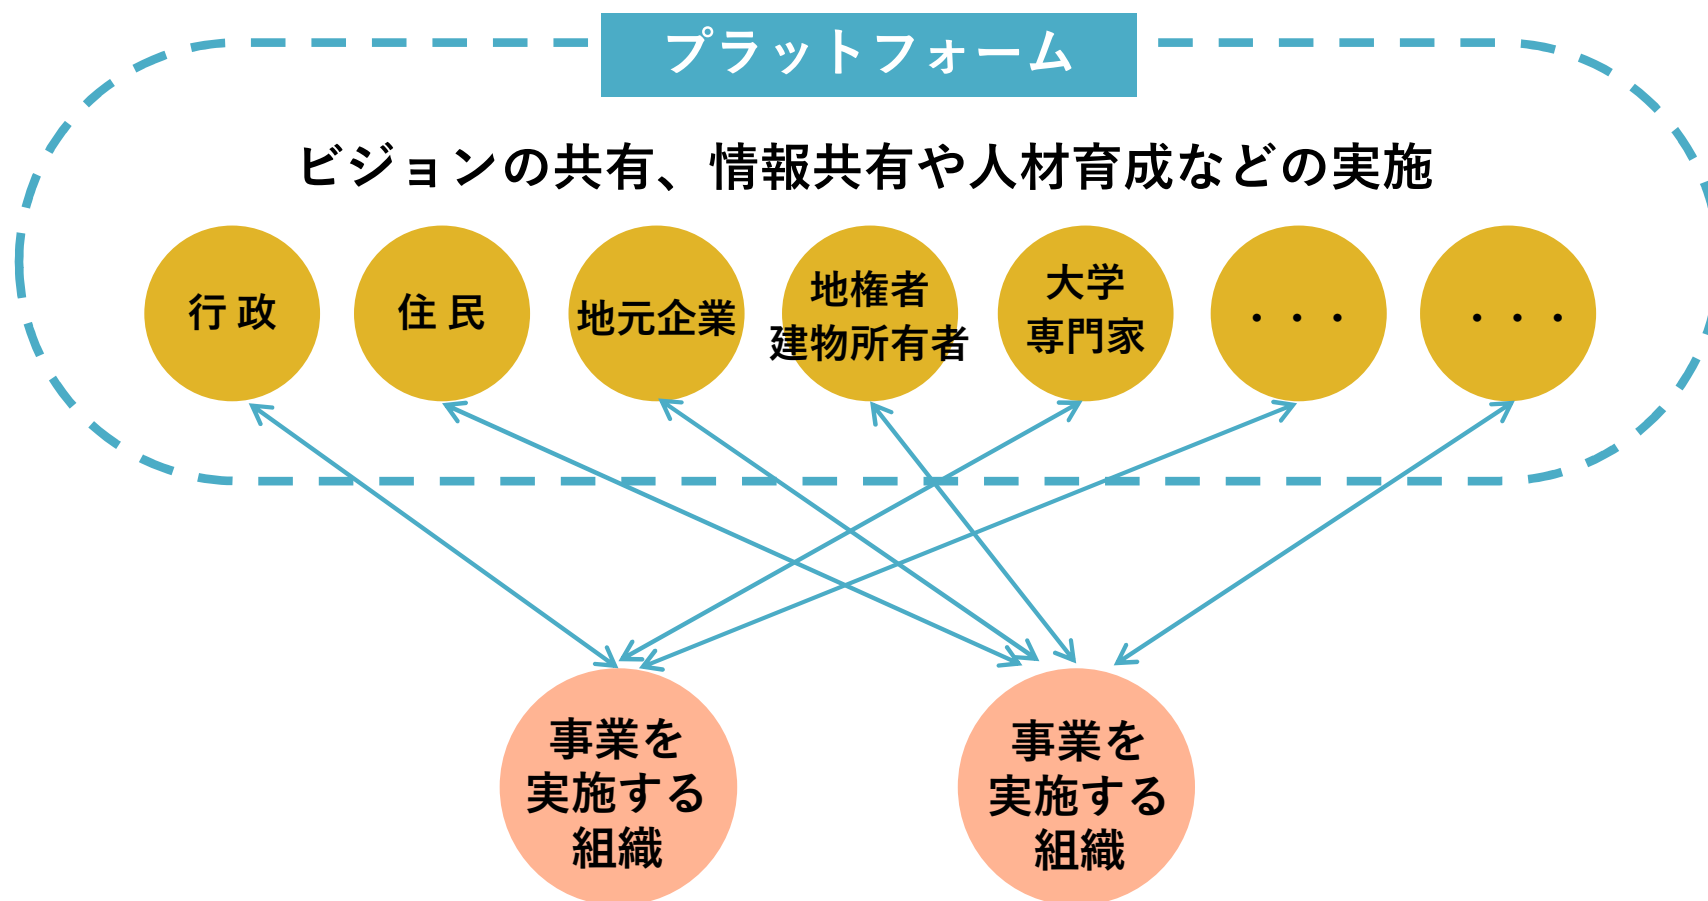 プラットフォーム
ビジョンの共有、情報共有や人材育成などの実施
行 政
住 民
地元企業
地権者
建物所有者
大学
専門家
・・・
・・・
事業を
実施する
組織
事業を
実施する
組織